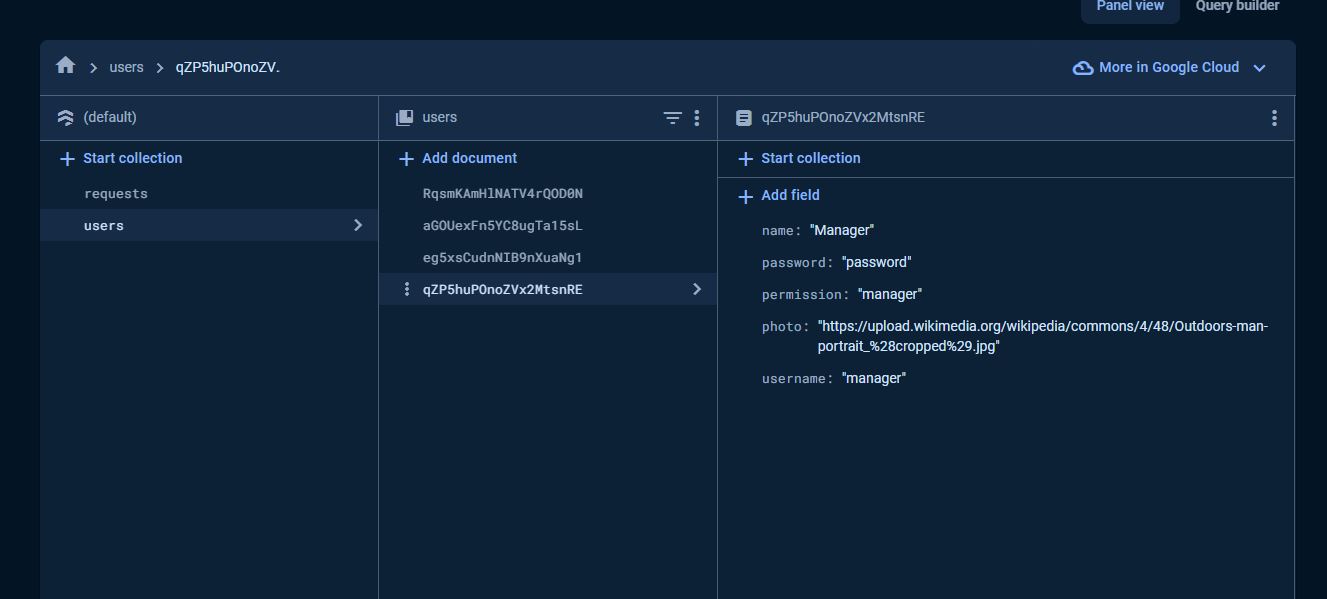 Panel view
Query builder
users
qZP5huPOnoZV.
More in Google Cloud
(default)
users
qZP5huPOnoZVx2MtsnRE
Start collection
Add document
Start collection
requests
users
RqsmKAmHlNATV4rQOD0N
aGOUexFn5YC8ugTa15sL
eg5xsCudnNIB9nXuaNg1
qZP5huPOnoZVx2MtsnRE
Add field
name: "Manager"
password: "password"
permission: "manager"
photo: "https://upload.wikimedia.org/wikipedia/commons/4/48/Outdoors-man-
portrait_%28cropped%29.jpg"
username: "manager"